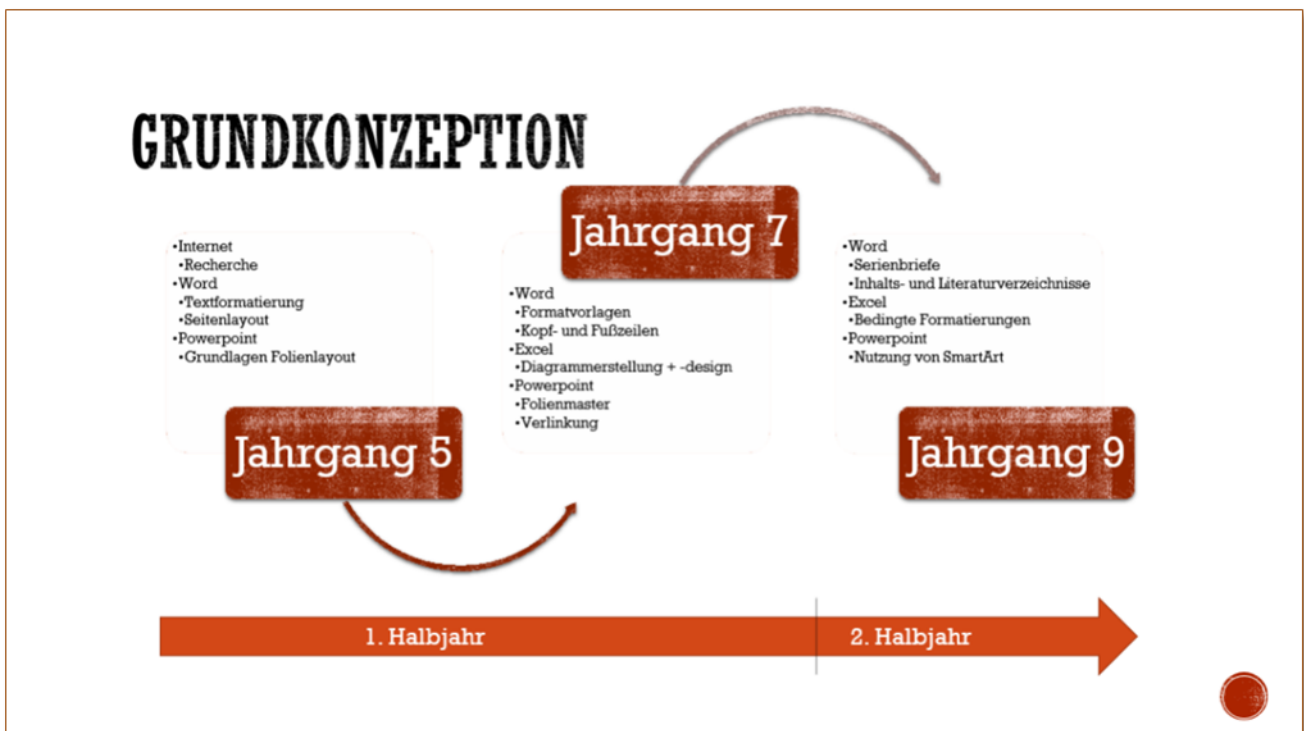 GRUNDKONZEPTION
•Internet
•Recherche
•Word
•Textformatierung
•Seitenlayout
•Powerpoint
•Grundlagen Folienlayout
Jahrgang 5
Jahrgang 7
•Word
•Formatvorlagen
•Kopf- und Fußzeilen
•Excel
•Diagrammerstellung + -design
•Powerpoint
•Folienmaster
•Verlinkung
•Word
•Serienbriefe
•Inhalts- und Literaturverzeichnisse
•Excel
•Bedingte Formatierungen
•Powerpoint
•Nutzung von SmartArt
Jahrgang 9
1. Halbjahr
2. Halbjahr